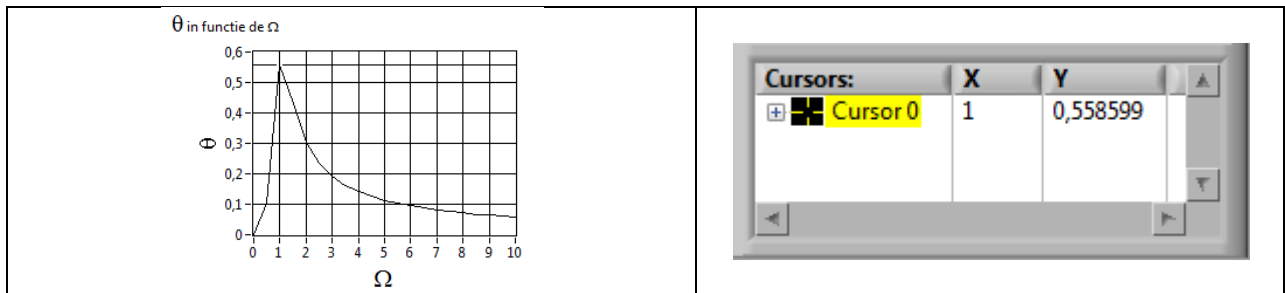 θ in functie de Ω
0,6
0,5
0,4
Θ 0,3
0,2
0,1
0
0 1 2 3 4 5 6 7 8 9 10
Ω
Cursors: X Y
Cursor 0 1 0,558599